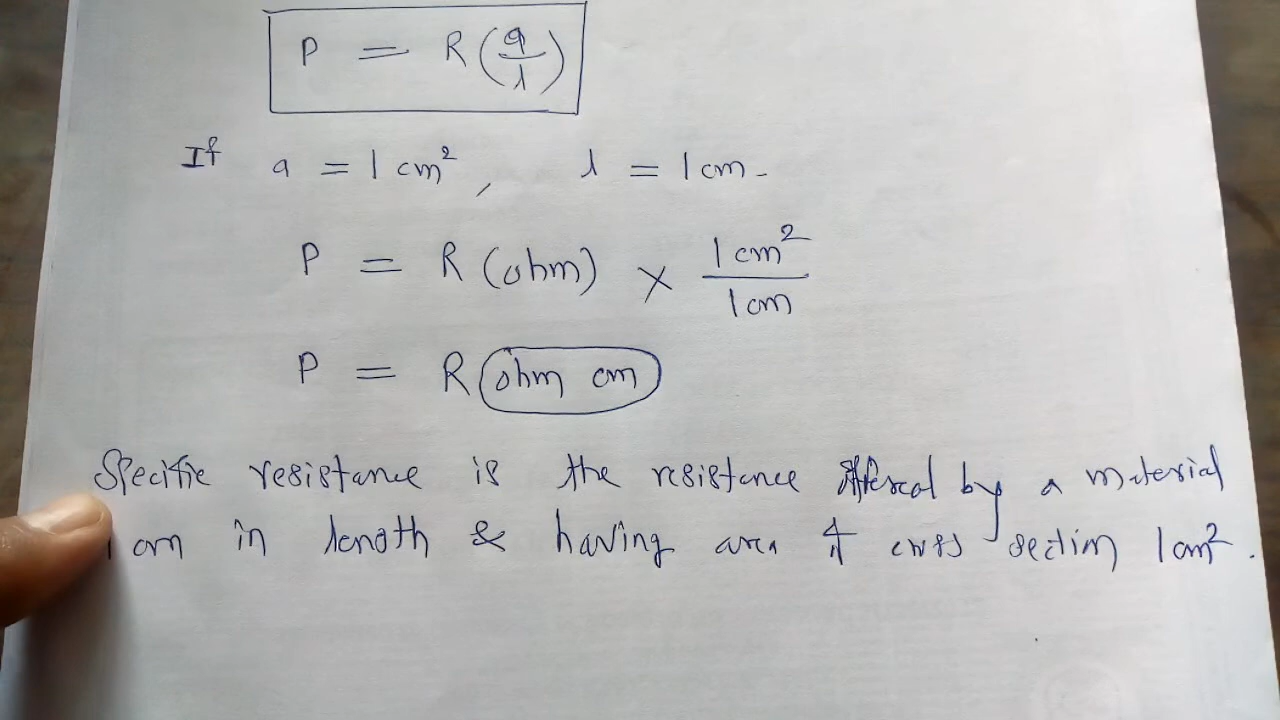 P = R(a/l)
If a = 1 cm², l = 1 cm.
P = R (ohm) × 1 cm²/1 cm
P = R (ohm cm)
Specific resistance is the resistance offered by a material
1 cm in length & having area of cross section 1 cm².